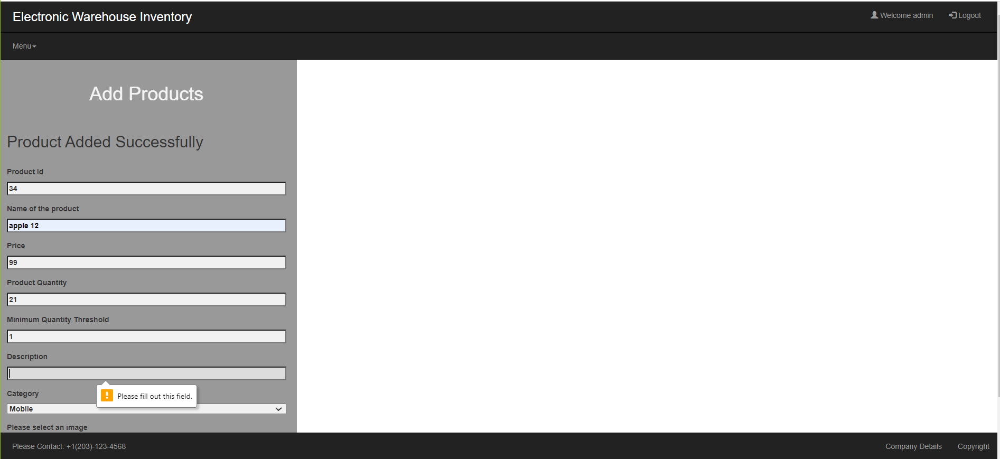 Electronic Warehouse Inventory
Welcome admin
Logout
Menu
Add Products
Product Added Successfully
Product Id
34
Name of the product
apple 12
Price
99
Product Quantity
21
Minimum Quantity Threshold
1
Description
Please fill out this field.
Category
Mobile
Please select an image
Please Contact: +1(203)-123-4568
Company Details
Copyright